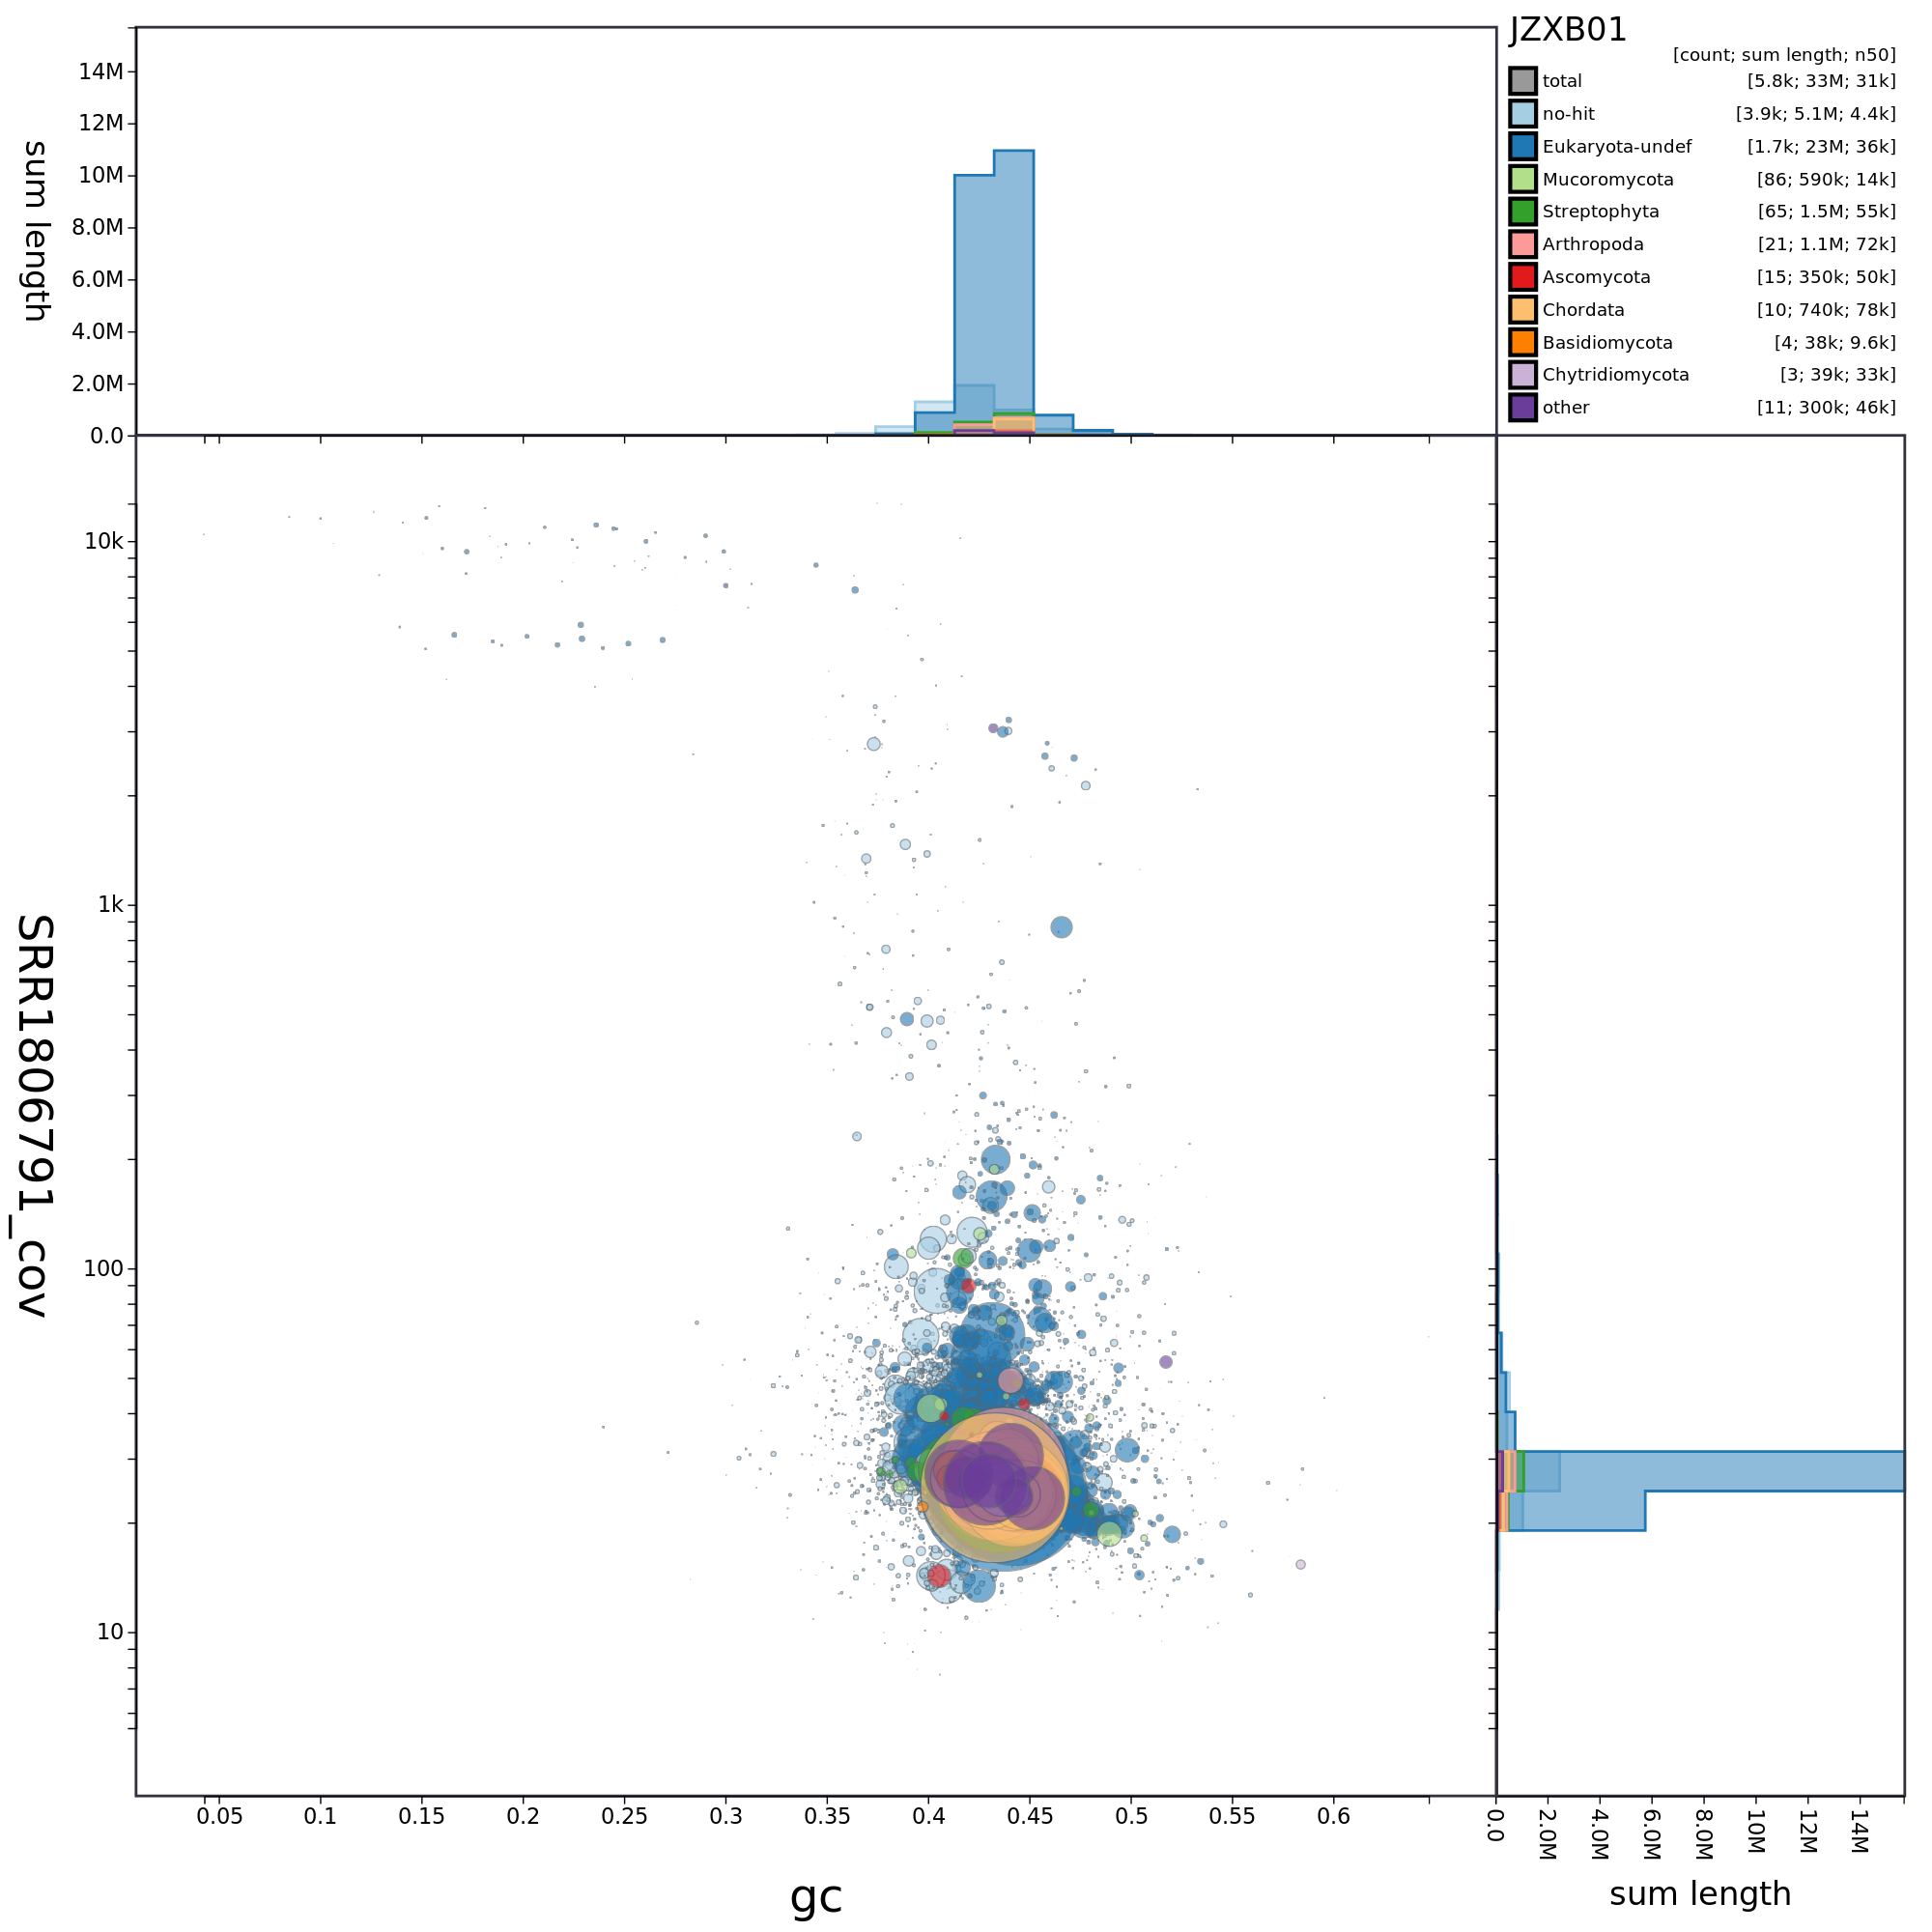 JZXB01
[count; sum length; n50]
total [5.8k; 33M; 31k]
no-hit [3.9k; 5.1M; 4.4k]
Eukaryota-undef [1.7k; 23M; 36k]
Mucoromycota [86; 590k; 14k]
Streptophyta [65; 1.5M; 55k]
Arthropoda [21; 1.1M; 72k]
Ascomycota [15; 350k; 50k]
Chordata [10; 740k; 78k]
Basidiomycota [4; 38k; 9.6k]
Chytridiomycota [3; 39k; 33k]
other [11; 300k; 46k]
sum length
14M
12M
10M
8.0M
6.0M
4.0M
2.0M
0.0
SRR1806791_cov
10k
1k
100
10
0.05 0.1 0.15 0.2 0.25 0.3 0.35 0.4 0.45 0.5 0.55 0.6
gc
0.0 2.0M 4.0M 6.0M 8.0M 10M 12M 14M
sum length